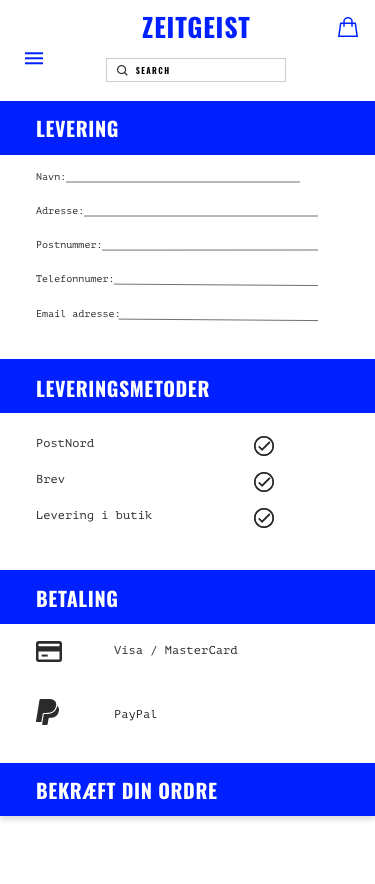 ZEITGEIST
SEARCH
LEVERING
Navn:
Adresse:
Postnummer:
Telefonnumer:
Email adresse:
LEVERINGSMETODER
PostNord
Brev
Levering i butik
BETALING
Visa / MasterCard
PayPal
BEKRÆFT DIN ORDRE